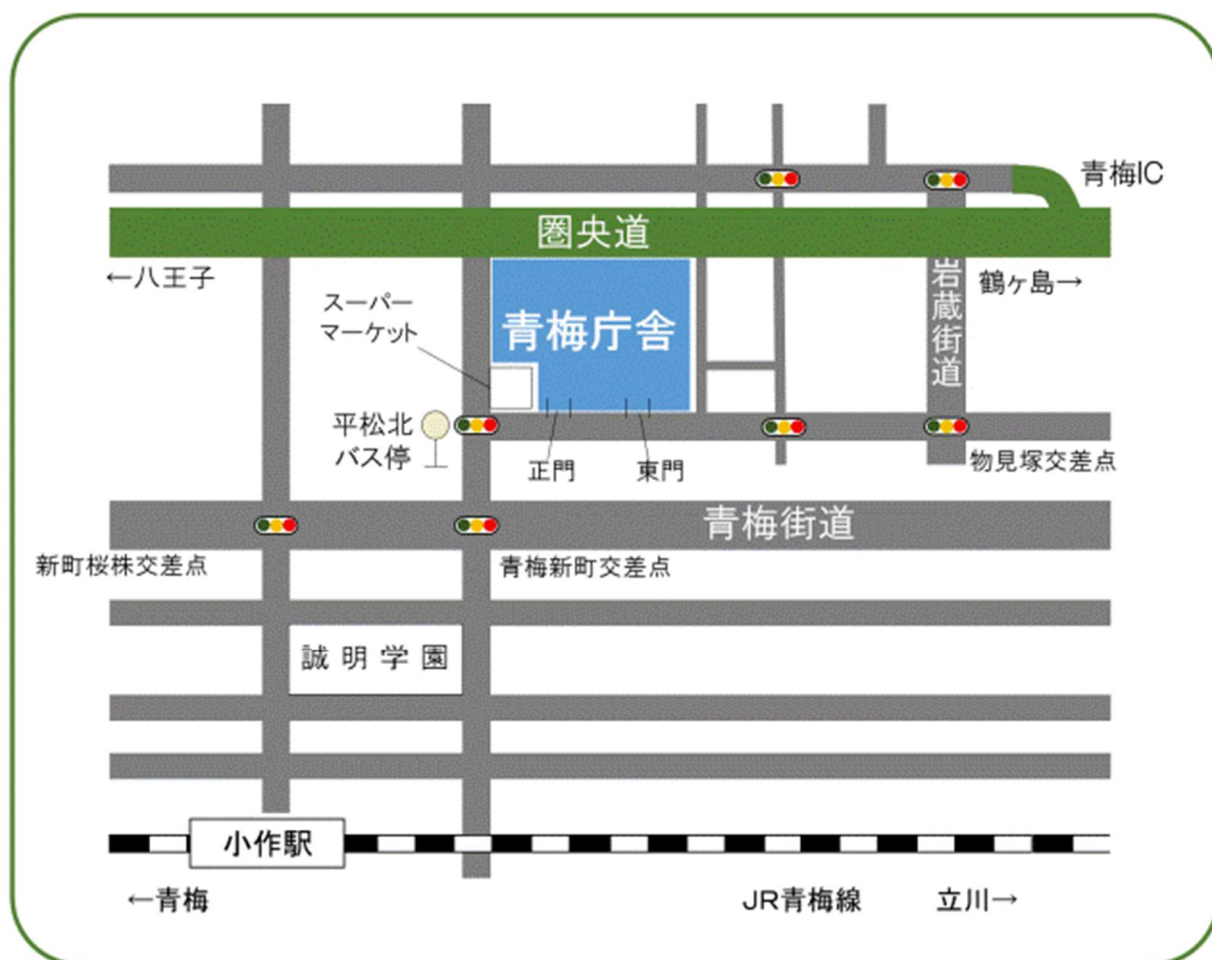 青梅IC
圏央道
←八王子
鶴ヶ島→
岩蔵街道
スーパー
マーケット
青梅庁舎
平松北
バス停
正門
東門
物見塚交差点
青梅街道
新町桜株交差点
青梅新町交差点
誠明学園
小作駅
←青梅
JR青梅線
立川→